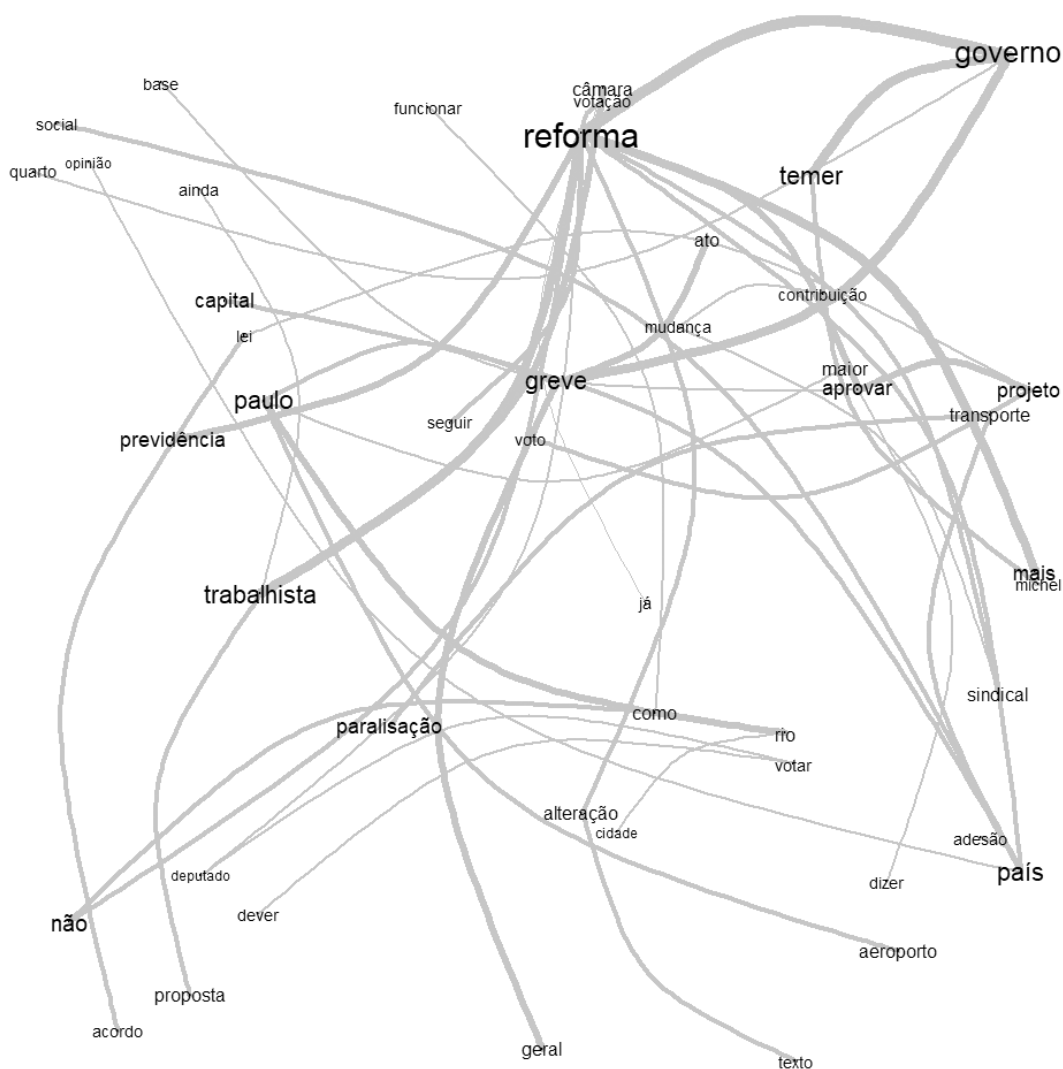 governo
base
câmara
votação
funcionar
social
reforma
opinião
quarto
temer
ainda
ato
contribuição
capital
mudança
lei
maior
greve
aprovar
projeto
paulo
transporte
seguir
previdência
voto
mais
michel
trabalhista
já
sindical
como
paralisação
rio
votar
alteração
cidade
adesão
país
deputado
dizer
dever
não
aeroporto
proposta
acordo
geral
texto